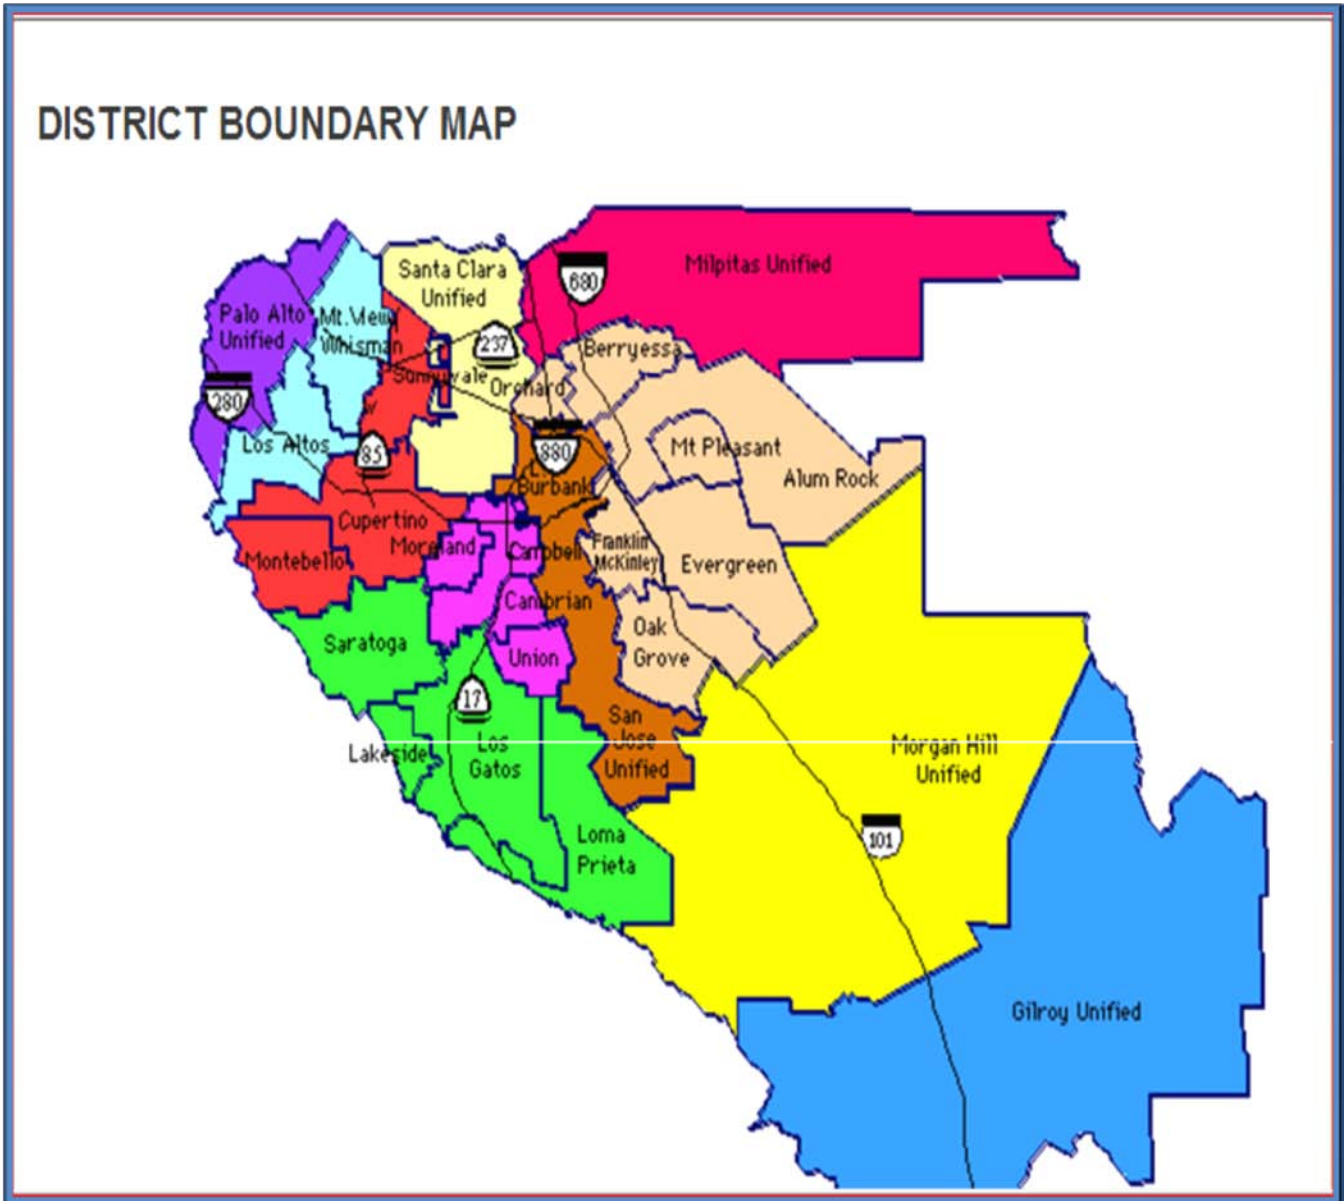 DISTRICT BOUNDARY MAP
Santa Clara
Unified
680
Milpitas Unified
Palo Alto
Unified
Mt.View
Whisman
237
Berryessa
Sunnyvale
Orchard
280
Los Altos
85
880
Mt Pleasant
Alum Rock
Burbank
Cupertino
Moreland
Campbell
Franklin
McKinley
Evergreen
Montebello
Cambrian
Saratoga
Oak
Grove
Union
17
San
Jose
Unified
Lakeside
Los
Gatos
Morgan Hill
Unified
Loma
Prieta
101
Gilroy Unified